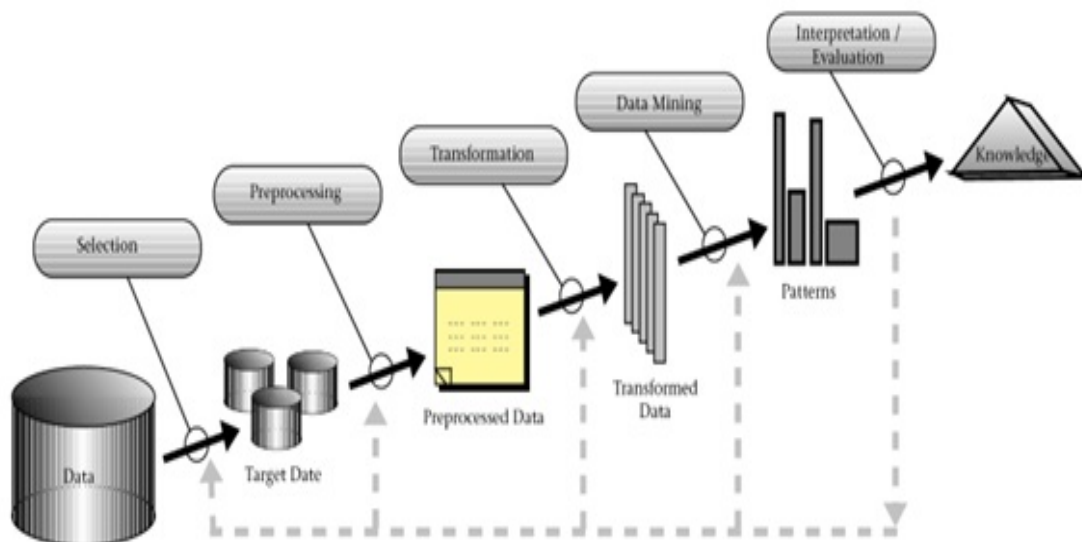 Interpretation /
Evaluation
Data Mining
Transformation
Preprocessing
Selection
Knowledge
Patterns
Transformed
Data
Preprocessed Data
Target Date
Data